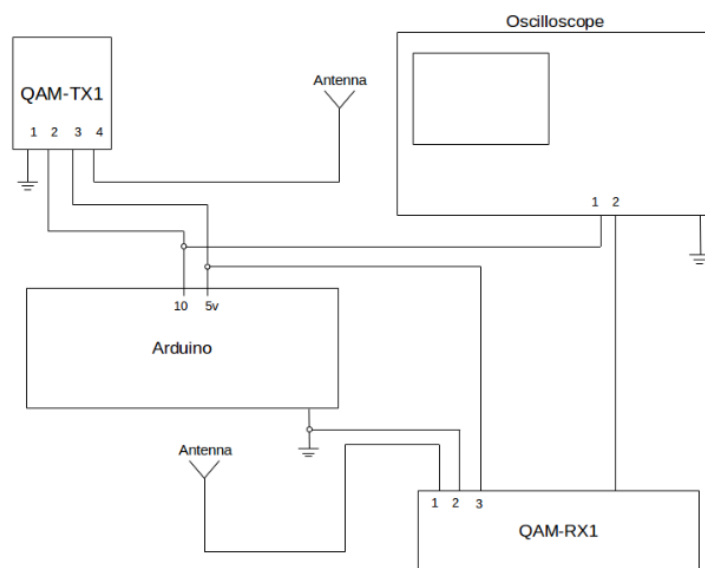 Oscilloscope
QAM-TX1
1 2 3 4
Antenna
1 2
10 5v
Arduino
Antenna
1 2 3
QAM-RX1